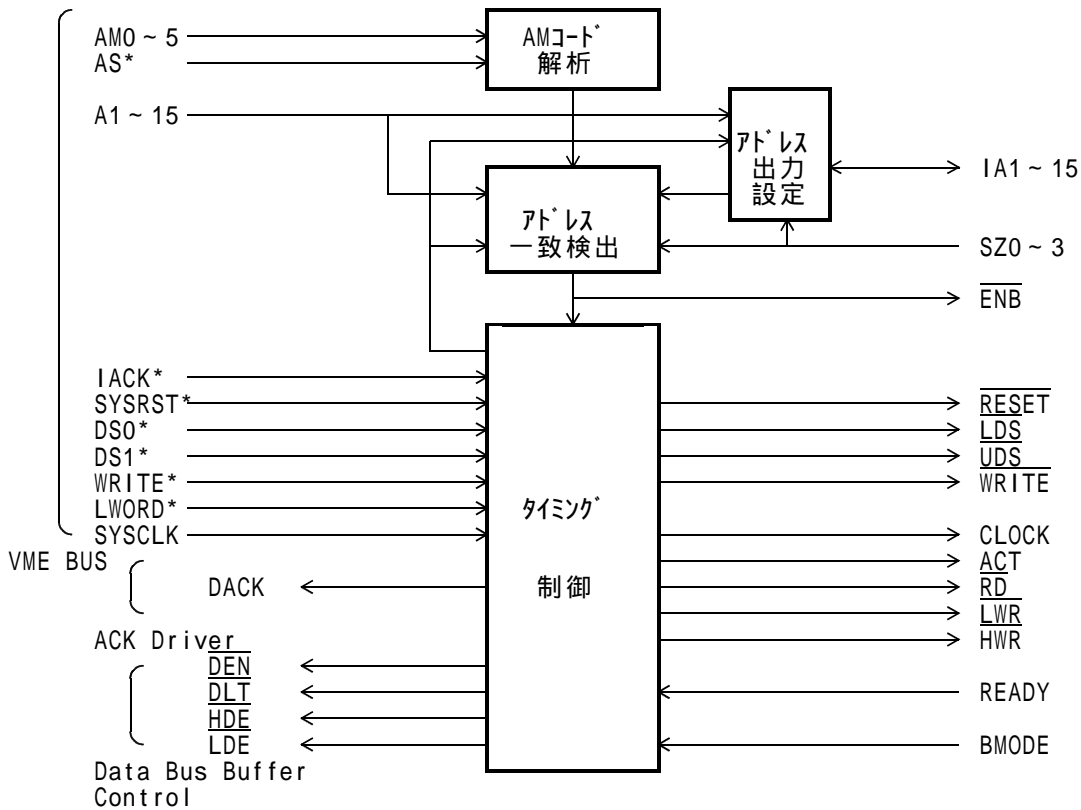 AM0 ~ 5
AS*
AMコード
解析
A1 ~ 15
アドレス
出力
設定
IA1 ~ 15
アドレス
一致検出
SZ0 ~ 3
ENB
IACK*
SYSRST*
DS0*
DS1*
WRITE*
LWORD*
SYSCLK
VME BUS
タイミング
制御
RESET
LDS
UDS
WRITE
CLOCK
ACT
RD
LWR
HWR
READY
BMODE
DACK
ACK Driver
DEN
DLT
HDE
LDE
Data Bus Buffer
Control